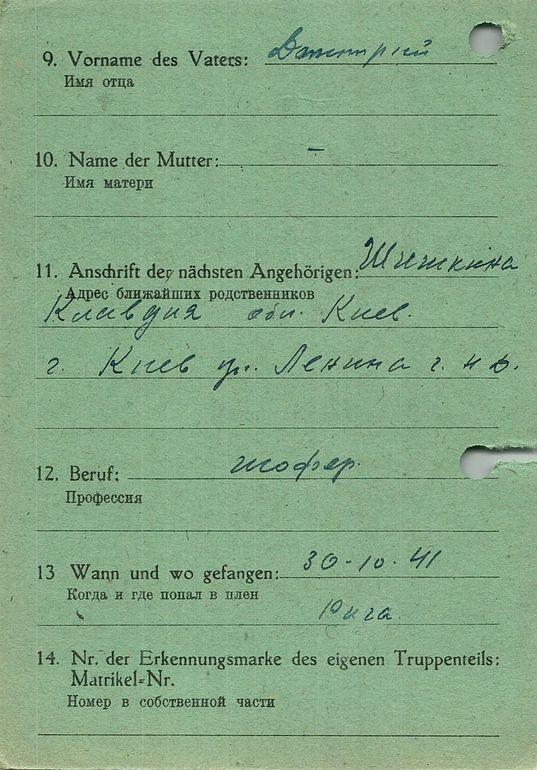 9. Vorname des Vaters: Дмитрий
Имя отца
10. Name der Mutter: –
Имя матери
11. Anschrift der nächsten Angehörigen: Шишкина
Адрес ближайших родственников
Клавдия обл. Киев.
г. Киев ул. Ленина г. н д.
12. Beruf: шофер.
Профессия
13 Wann und wo gefangen: 30-10-41
Когда и где попал в плен
Рига.
14. Nr. der Erkennungsmarke des eigenen Truppenteils:
Matrikel-Nr.
Номер в собственной части